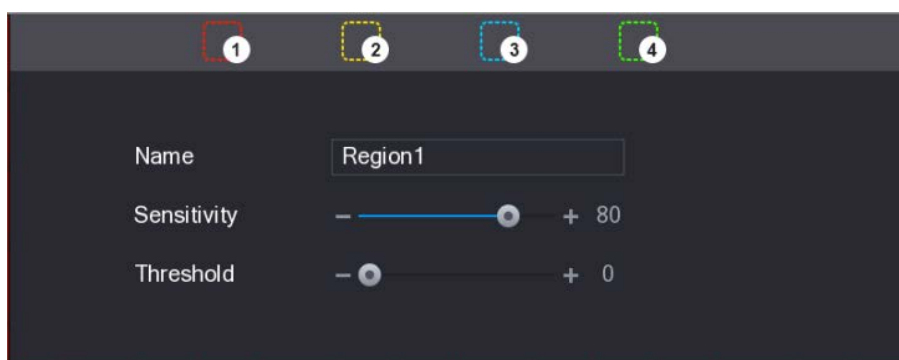 1 2 3 4
Name Region1
Sensitivity − + 80
Threshold − + 0